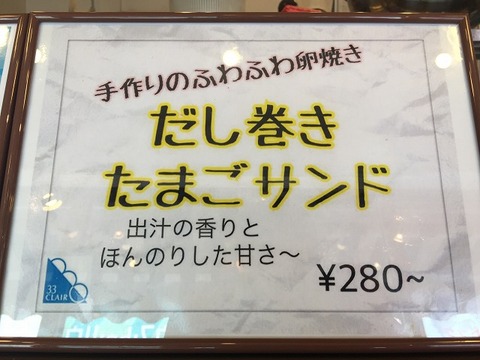 手作りのふわふわ卵焼き
だし巻き
たまごサンド
出汁の香りと
ほんのりした甘さ～
¥280~
33
CLAIR